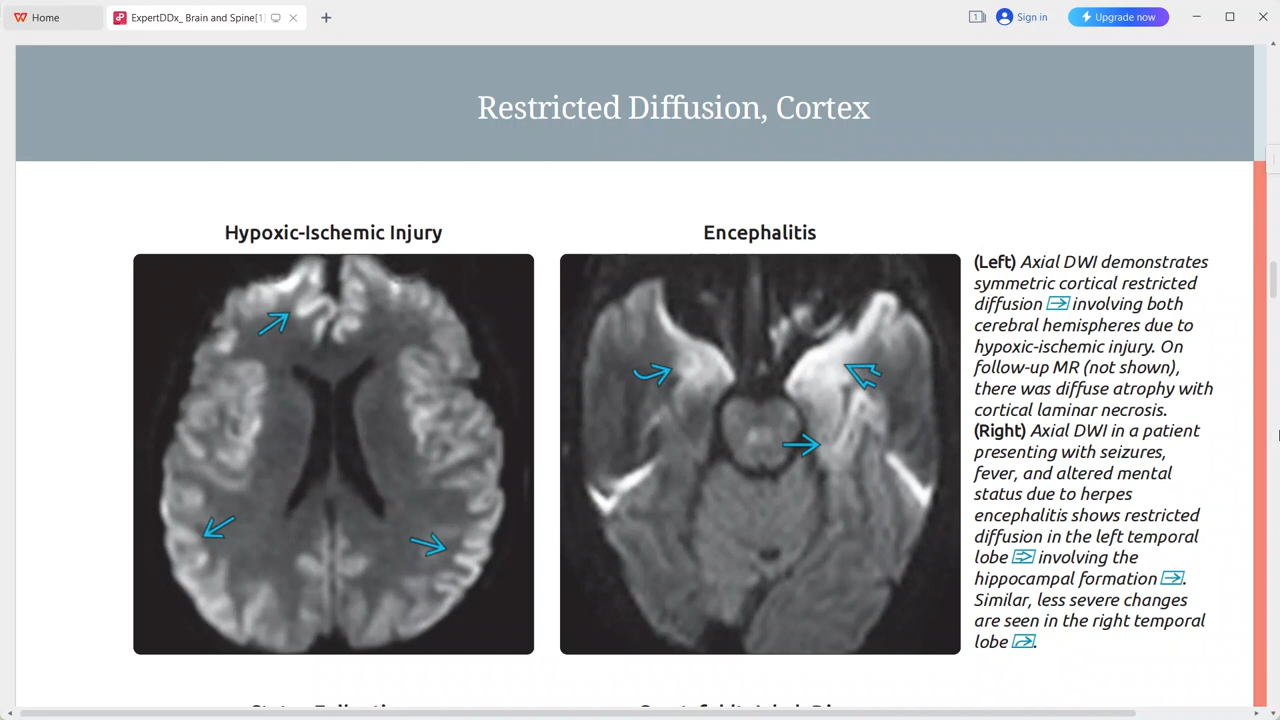 Home
ExpertDDx_ Brain and Spine[1]
1
Sign in
Upgrade now
Restricted Diffusion, Cortex
Hypoxic-Ischemic Injury
Encephalitis
(Left) Axial DWI demonstrates
symmetric cortical restricted
diffusion involving both
cerebral hemispheres due to
hypoxic-ischemic injury. On
follow-up MR (not shown),
there was diffuse atrophy with
cortical laminar necrosis.
(Right) Axial DWI in a patient
presenting with seizures,
fever, and altered mental
status due to herpes
encephalitis shows restricted
diffusion in the left temporal
lobe involving the
hippocampal formation .
Similar, less severe changes
are seen in the right temporal
lobe .